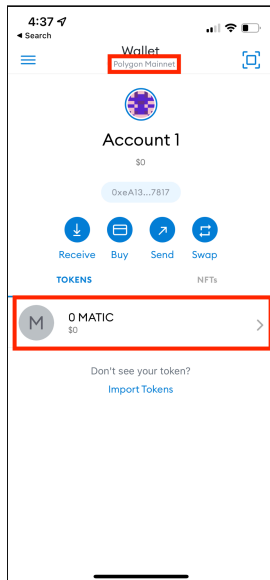 4:37
◀ Search
Wallet
Polygon Mainnet
Account 1
$0
0xeA13...7817
Receive Buy Send Swap
TOKENS NFTs
M
0 MATIC
$0
Don't see your token?
Import Tokens